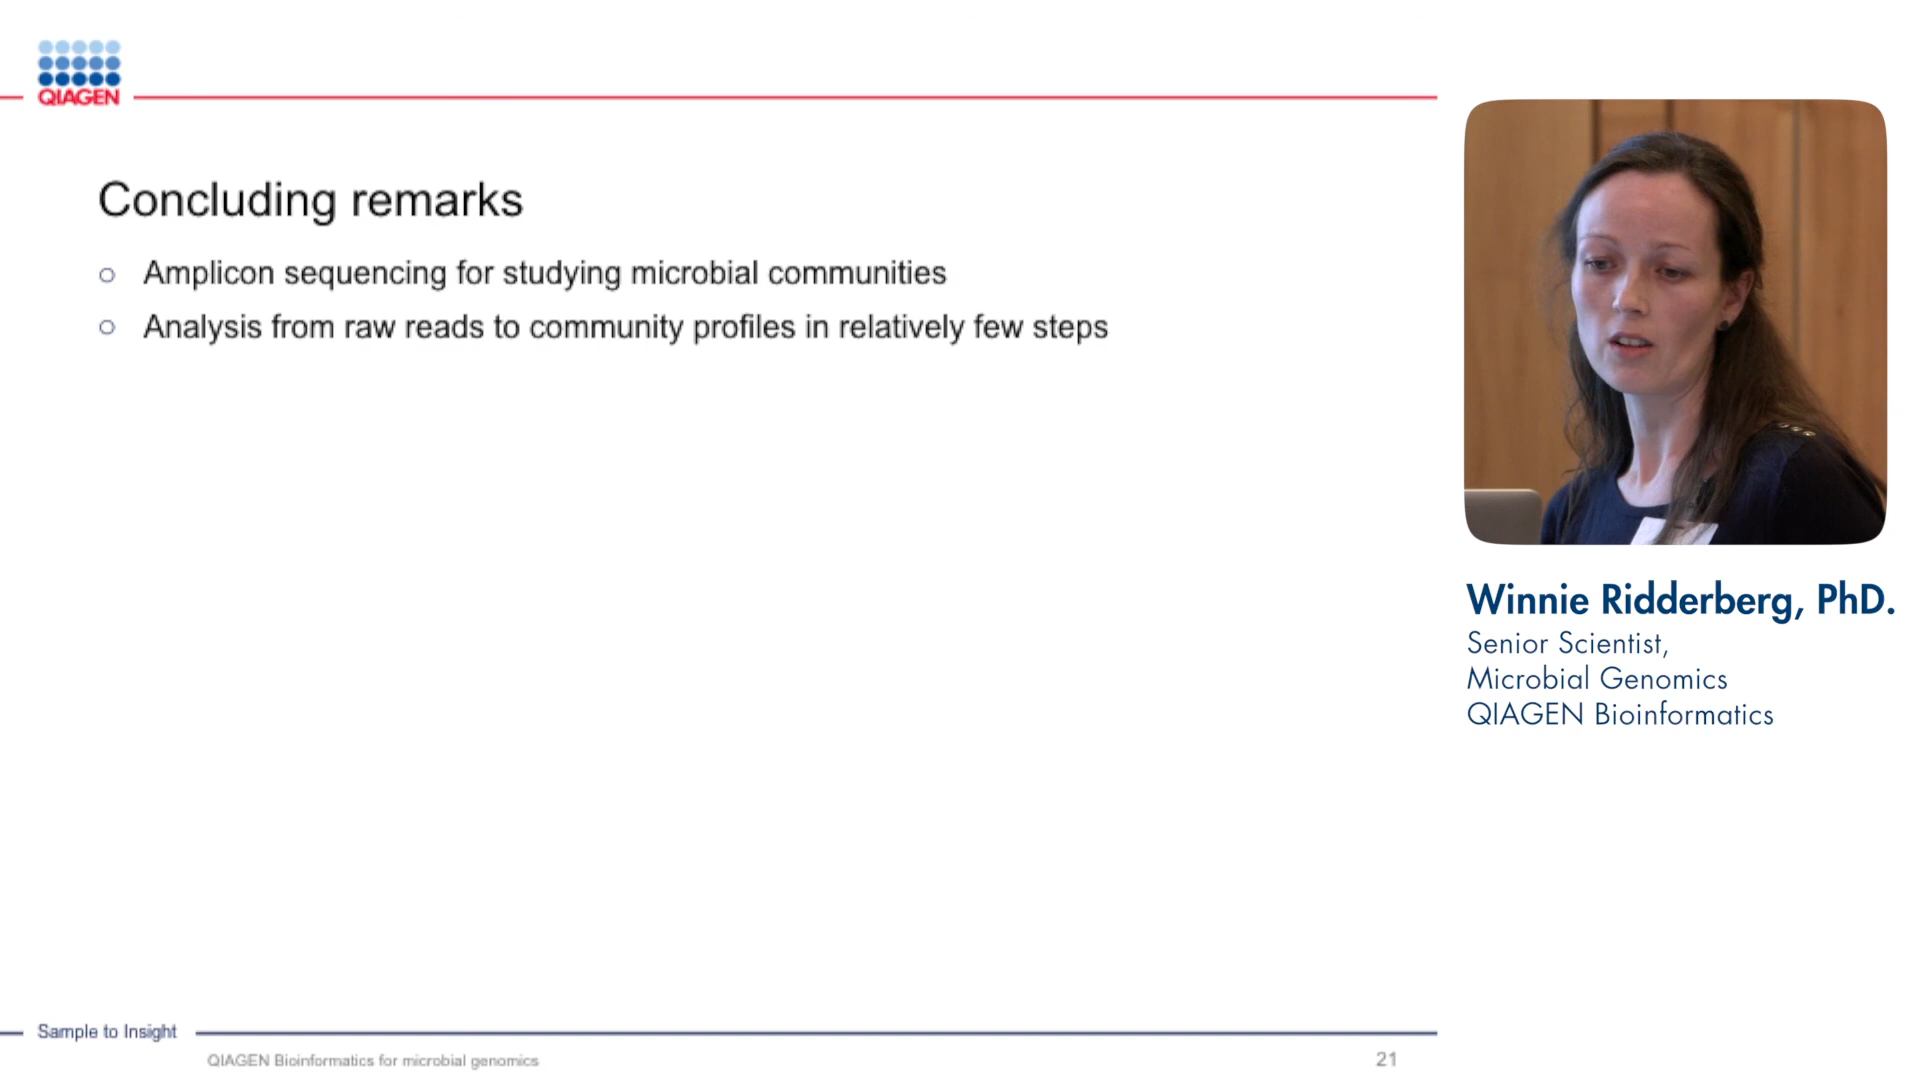 QIAGEN
Concluding remarks
Amplicon sequencing for studying microbial communities
Analysis from raw reads to community profiles in relatively few steps
Winnie Ridderberg, PhD.
Senior Scientist,
Microbial Genomics
QIAGEN Bioinformatics
Sample to Insight
QIAGEN Bioinformatics for microbial genomics
21